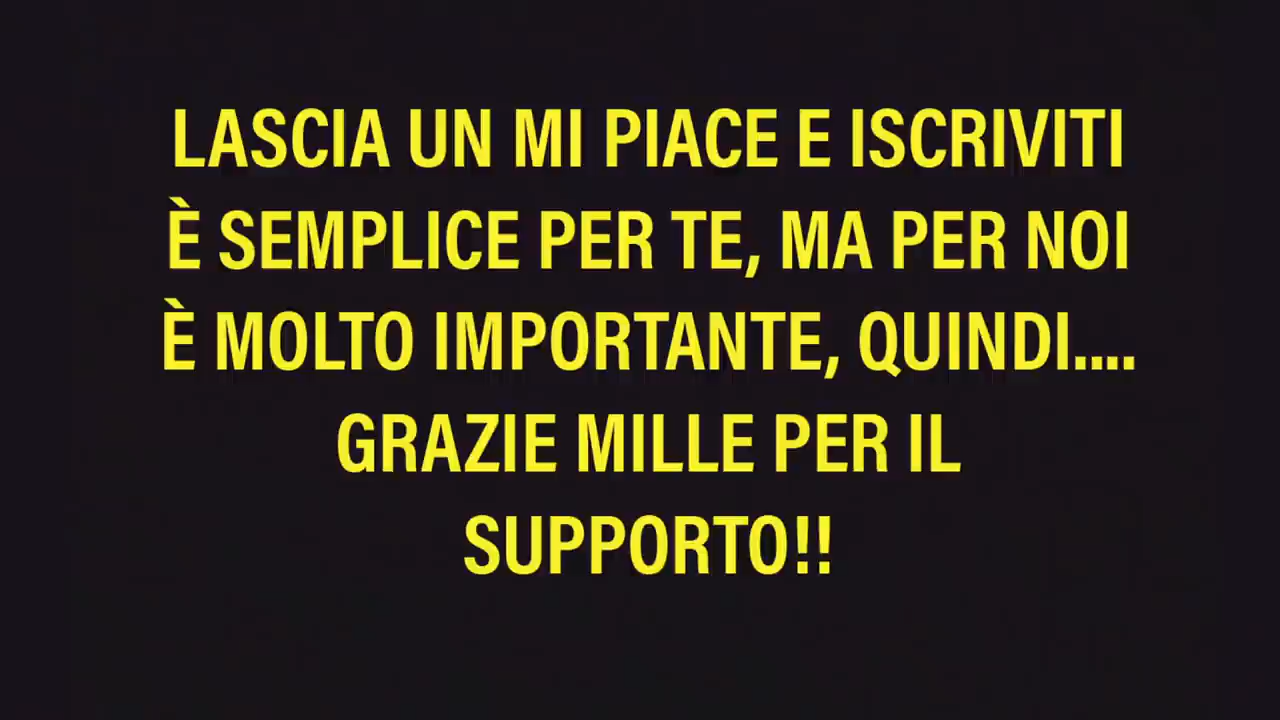 LASCIA UN MI PIACE E ISCRIVITI
È SEMPLICE PER TE, MA PER NOI
È MOLTO IMPORTANTE, QUINDI....
GRAZIE MILLE PER IL
SUPPORTO!!